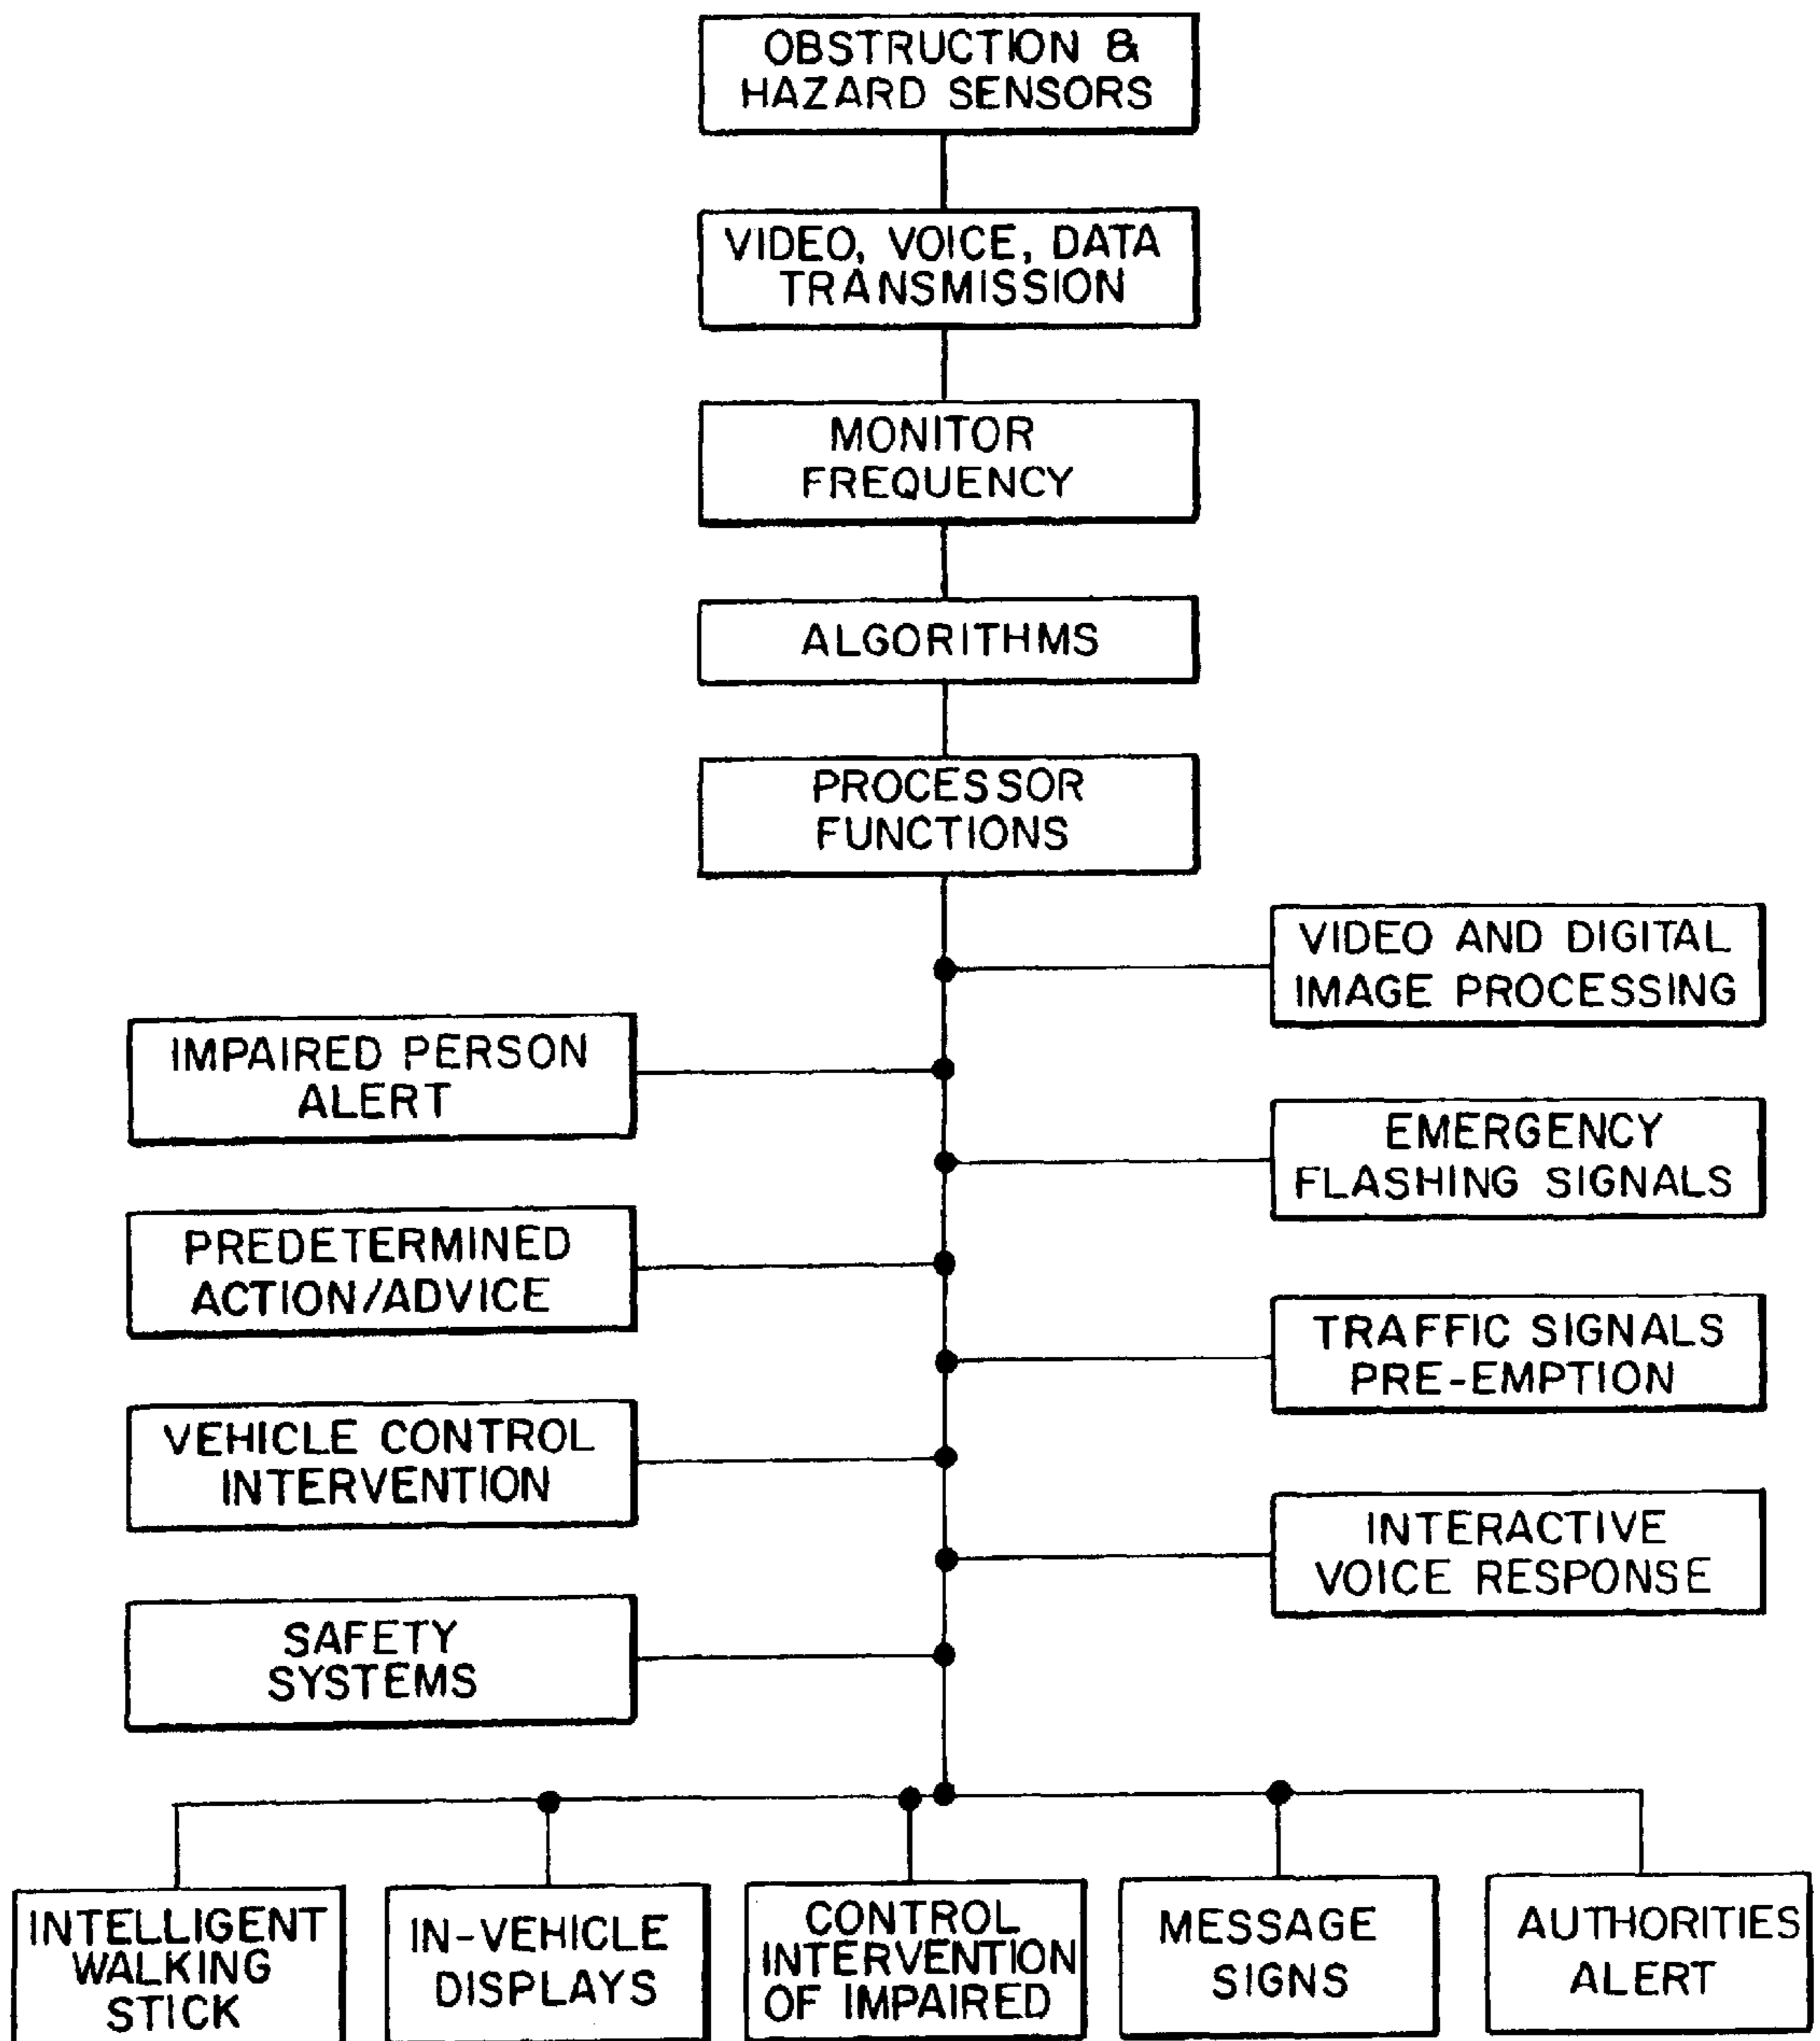 OBSTRUCTION &
HAZARD SENSORS
VIDEO, VOICE, DATA
TRANSMISSION
MONITOR
FREQUENCY
ALGORITHMS
PROCESSOR
FUNCTIONS
VIDEO AND DIGITAL
IMAGE PROCESSING
IMPAIRED PERSON
ALERT
EMERGENCY
FLASHING SIGNALS
PREDETERMINED
ACTION/ADVICE
TRAFFIC SIGNALS
PRE-EMPTION
VEHICLE CONTROL
INTERVENTION
INTERACTIVE
VOICE RESPONSE
SAFETY
SYSTEMS
INTELLIGENT
WALKING
STICK
IN-VEHICLE
DISPLAYS
CONTROL
INTERVENTION
OF IMPAIRED
MESSAGE
SIGNS
AUTHORITIES
ALERT